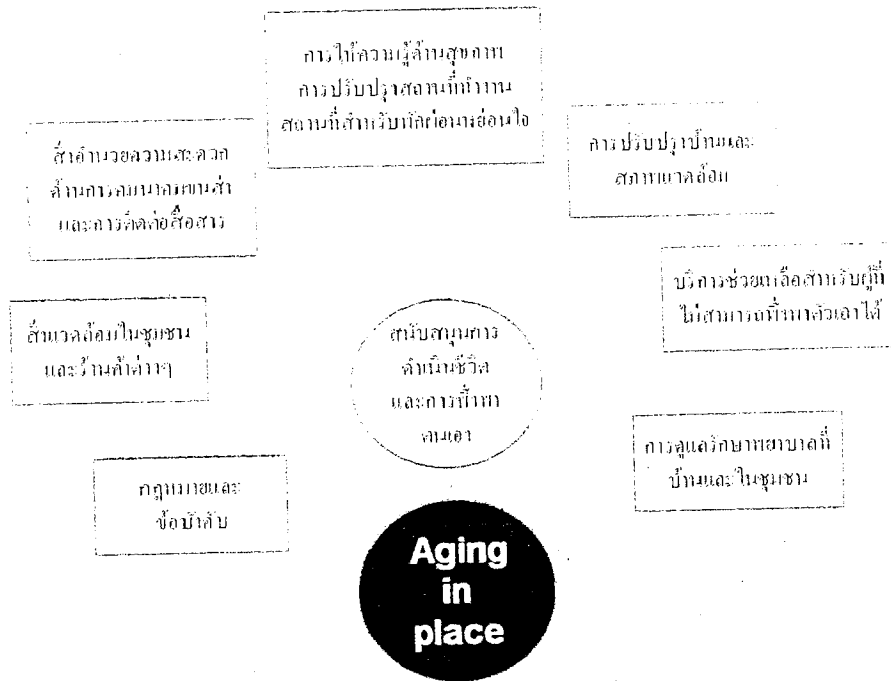 การให้ความรู้ด้านสุขภาพ
การปรับปรุงสถานที่ทำงาน
สถานที่สำหรับพักผ่อนหย่อนใจ
สิ่งอำนวยความสะดวก
ด้านการคมนาคมขนส่ง
และการติดต่อสื่อสาร
การปรับปรุงบ้านและ
สภาพแวดล้อม
สิ่งแวดล้อมในชุมชน
และร้านค้าต่างๆ
บริการช่วยเหลือสำหรับผู้ที่
ไม่สามารถพึ่งพาตัวเองได้
สนับสนุนการ
ดำเนินชีวิต
และการพึ่งพา
ตนเอง
กฎหมายและ
ข้อบังคับ
การดูแลรักษาพยาบาลที่
บ้านและในชุมชน
Aging
in
place